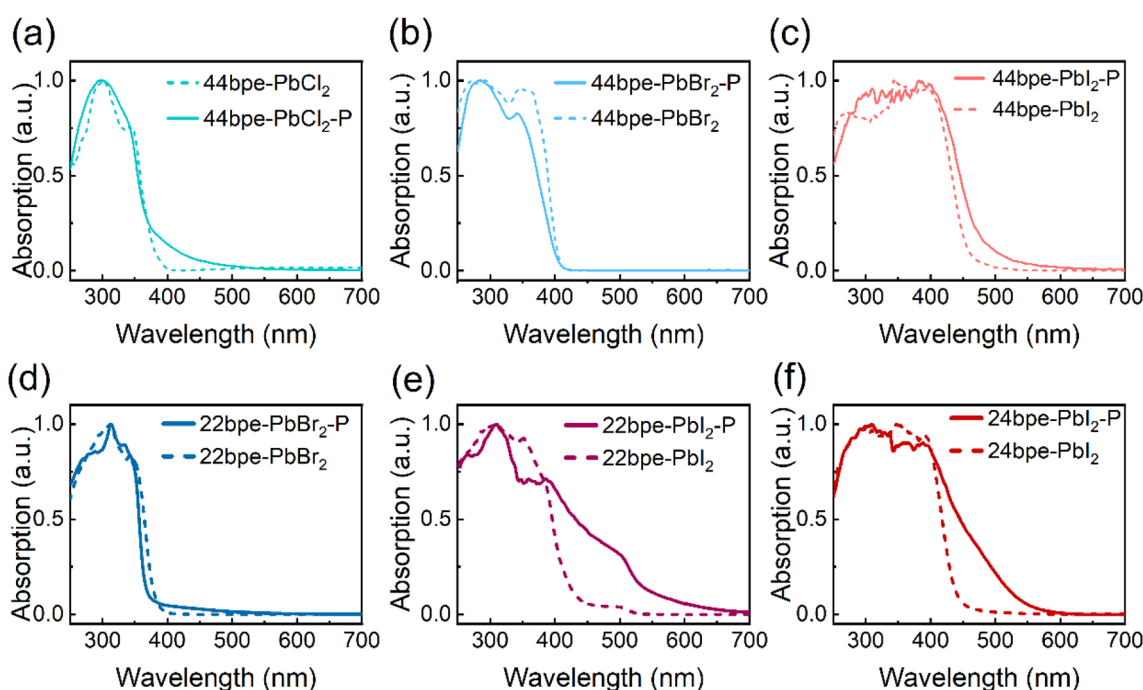 (a)
Absorption (a.u.)
1.0
0.5
0.0
44bpe-PbCl₂
44bpe-PbCl₂-P
300 400 500 600 700
Wavelength (nm)
(b)
Absorption (a.u.)
1.0
0.5
0.0
44bpe-PbBr₂-P
44bpe-PbBr₂
300 400 500 600 700
Wavelength (nm)
(c)
Absorption (a.u.)
1.0
0.5
0.0
44bpe-PbI₂-P
44bpe-PbI₂
300 400 500 600 700
Wavelength (nm)
(d)
Absorption (a.u.)
1.0
0.5
0.0
22bpe-PbBr₂-P
22bpe-PbBr₂
300 400 500 600 700
Wavelength (nm)
(e)
Absorption (a.u.)
1.0
0.5
0.0
22bpe-PbI₂-P
22bpe-PbI₂
300 400 500 600 700
Wavelength (nm)
(f)
Absorption (a.u.)
1.0
0.5
0.0
24bpe-PbI₂-P
24bpe-PbI₂
300 400 500 600 700
Wavelength (nm)